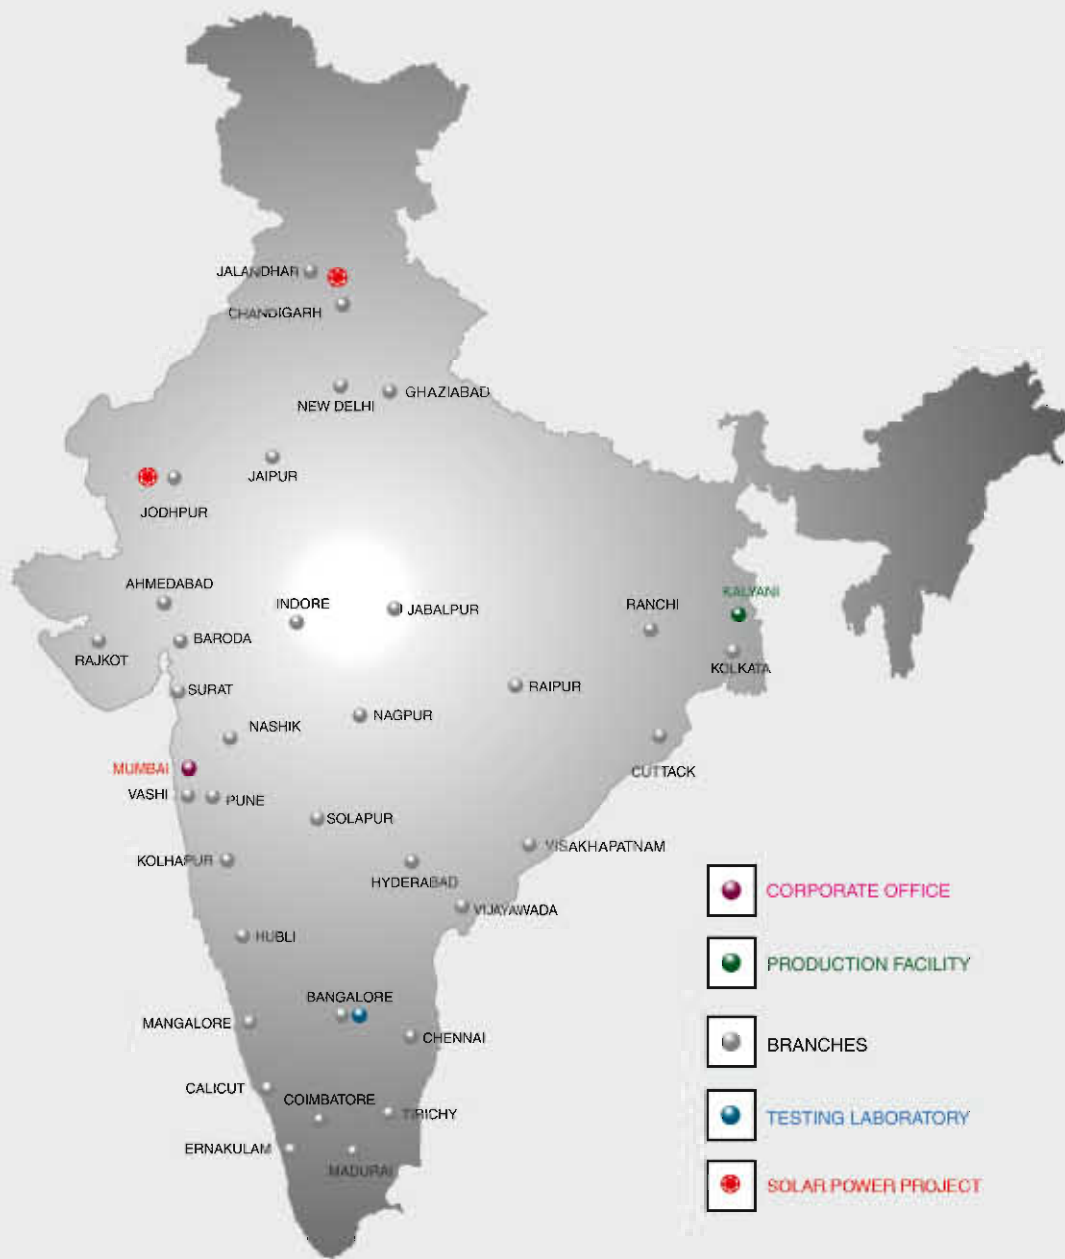 JALANDHAR
CHANDIGARH
NEW DELHI
GHAZIABAD
JAIPUR
JODHPUR
AHMEDABAD
INDORE
JABALPUR
RANCHI
KALYANI
RAJKOT
BARODA
KOLKATA
SURAT
RAIPUR
NASHIK
NAGPUR
MUMBAI
CUTTACK
VASHI
PUNE
SOLAPUR
KOLHAPUR
VISAKHAPATNAM
HYDERABAD
VIJAYAWADA
HUBLI
BANGALORE
MANGALORE
CHENNAI
CALICUT
COIMBATORE
TIRICHY
ERNAKULAM
MADURAI
CORPORATE OFFICE
PRODUCTION FACILITY
BRANCHES
TESTING LABORATORY
SOLAR POWER PROJECT